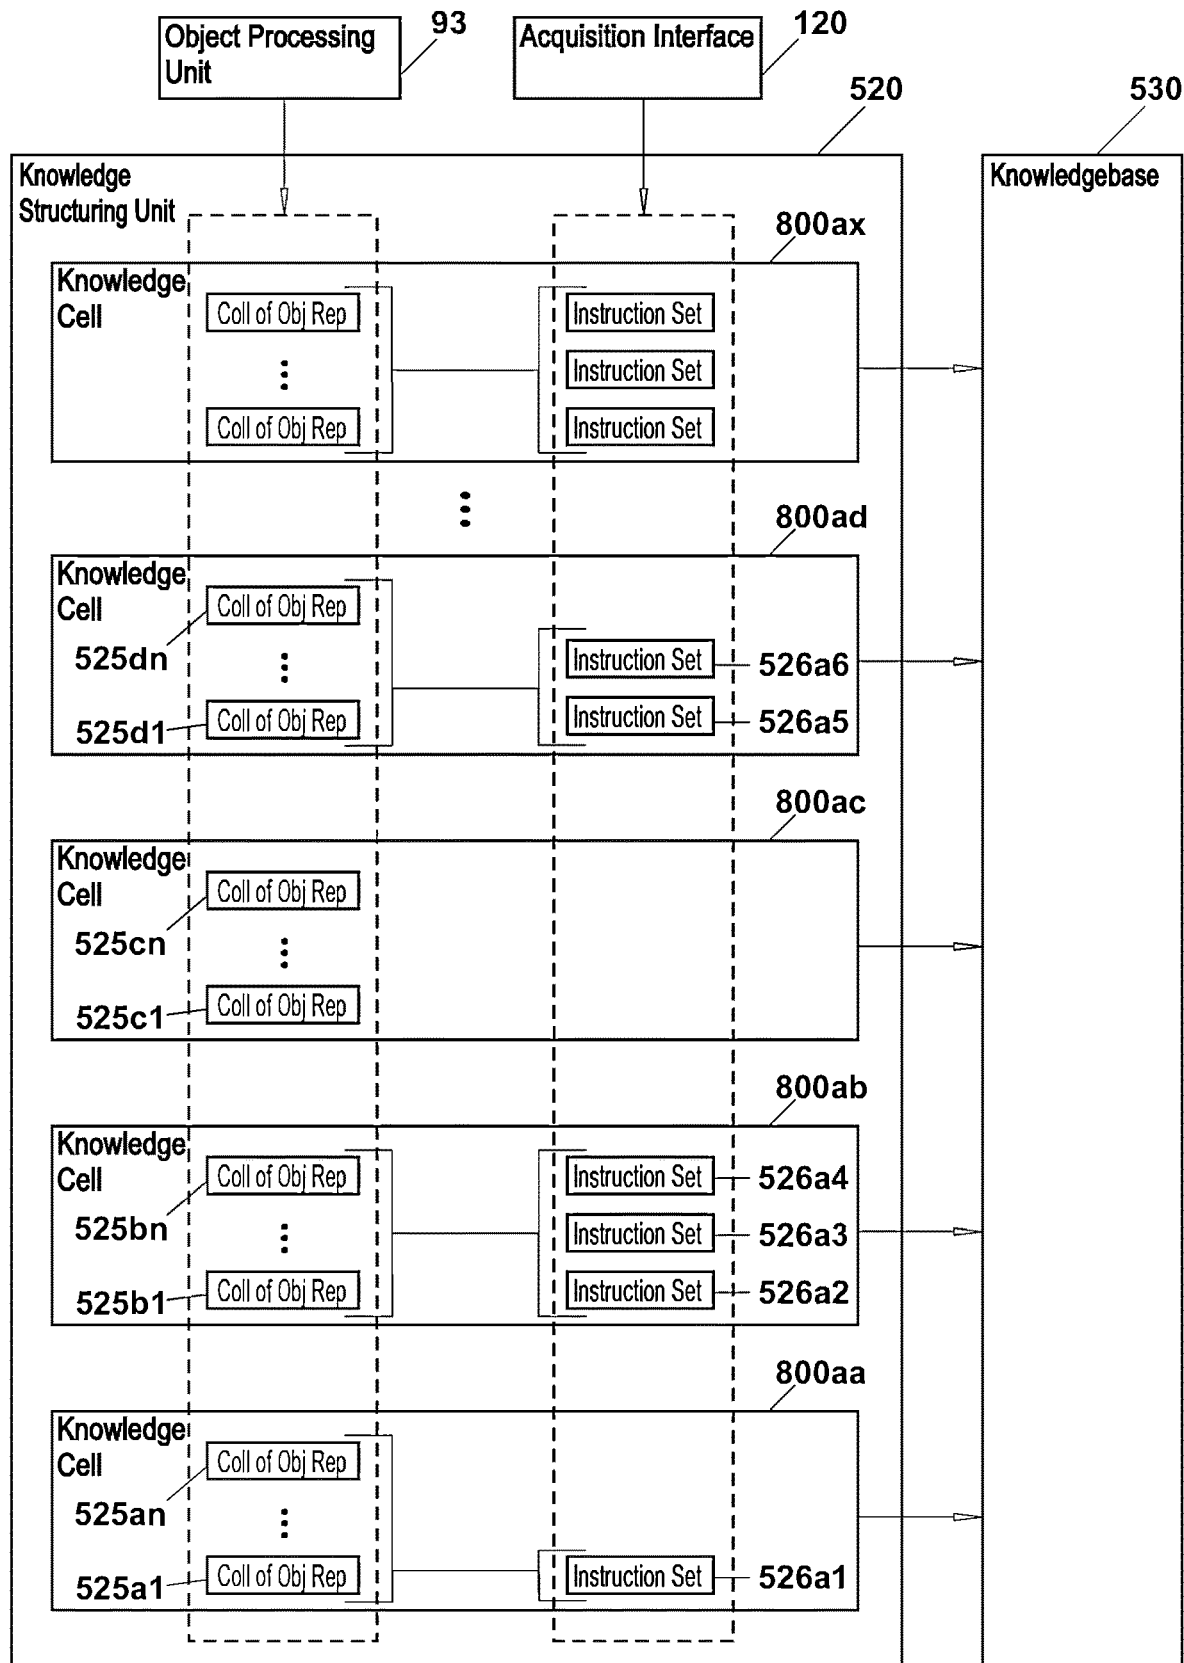 Object Processing
Unit
93
Acquisition Interface
120
520
530
Knowledge
Structuring Unit
Knowledgebase
800ax
Knowledge
Cell
Coll of Obj Rep
Instruction Set
Instruction Set
Coll of Obj Rep
Instruction Set
800ad
Knowledge
Cell
Coll of Obj Rep
525dn
Instruction Set
526a6
525d1
Coll of Obj Rep
Instruction Set
526a5
800ac
Knowledge
Cell
Coll of Obj Rep
525cn
525c1
Coll of Obj Rep
800ab
Knowledge
Cell
Coll of Obj Rep
Instruction Set
526a4
525bn
Instruction Set
526a3
525b1
Coll of Obj Rep
Instruction Set
526a2
800aa
Knowledge
Cell
Coll of Obj Rep
525an
525a1
Coll of Obj Rep
Instruction Set
526a1